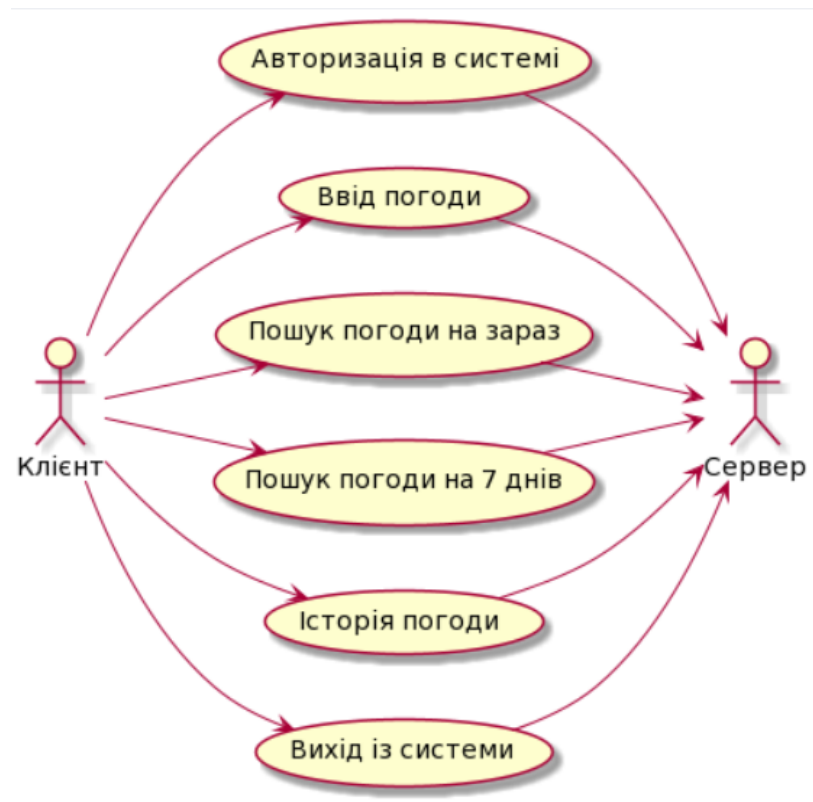 Авторизація в системі
Ввід погоди
Пошук погоди на зараз
Клієнт
Сервер
Пошук погоди на 7 днів
Історія погоди
Вихід із системи